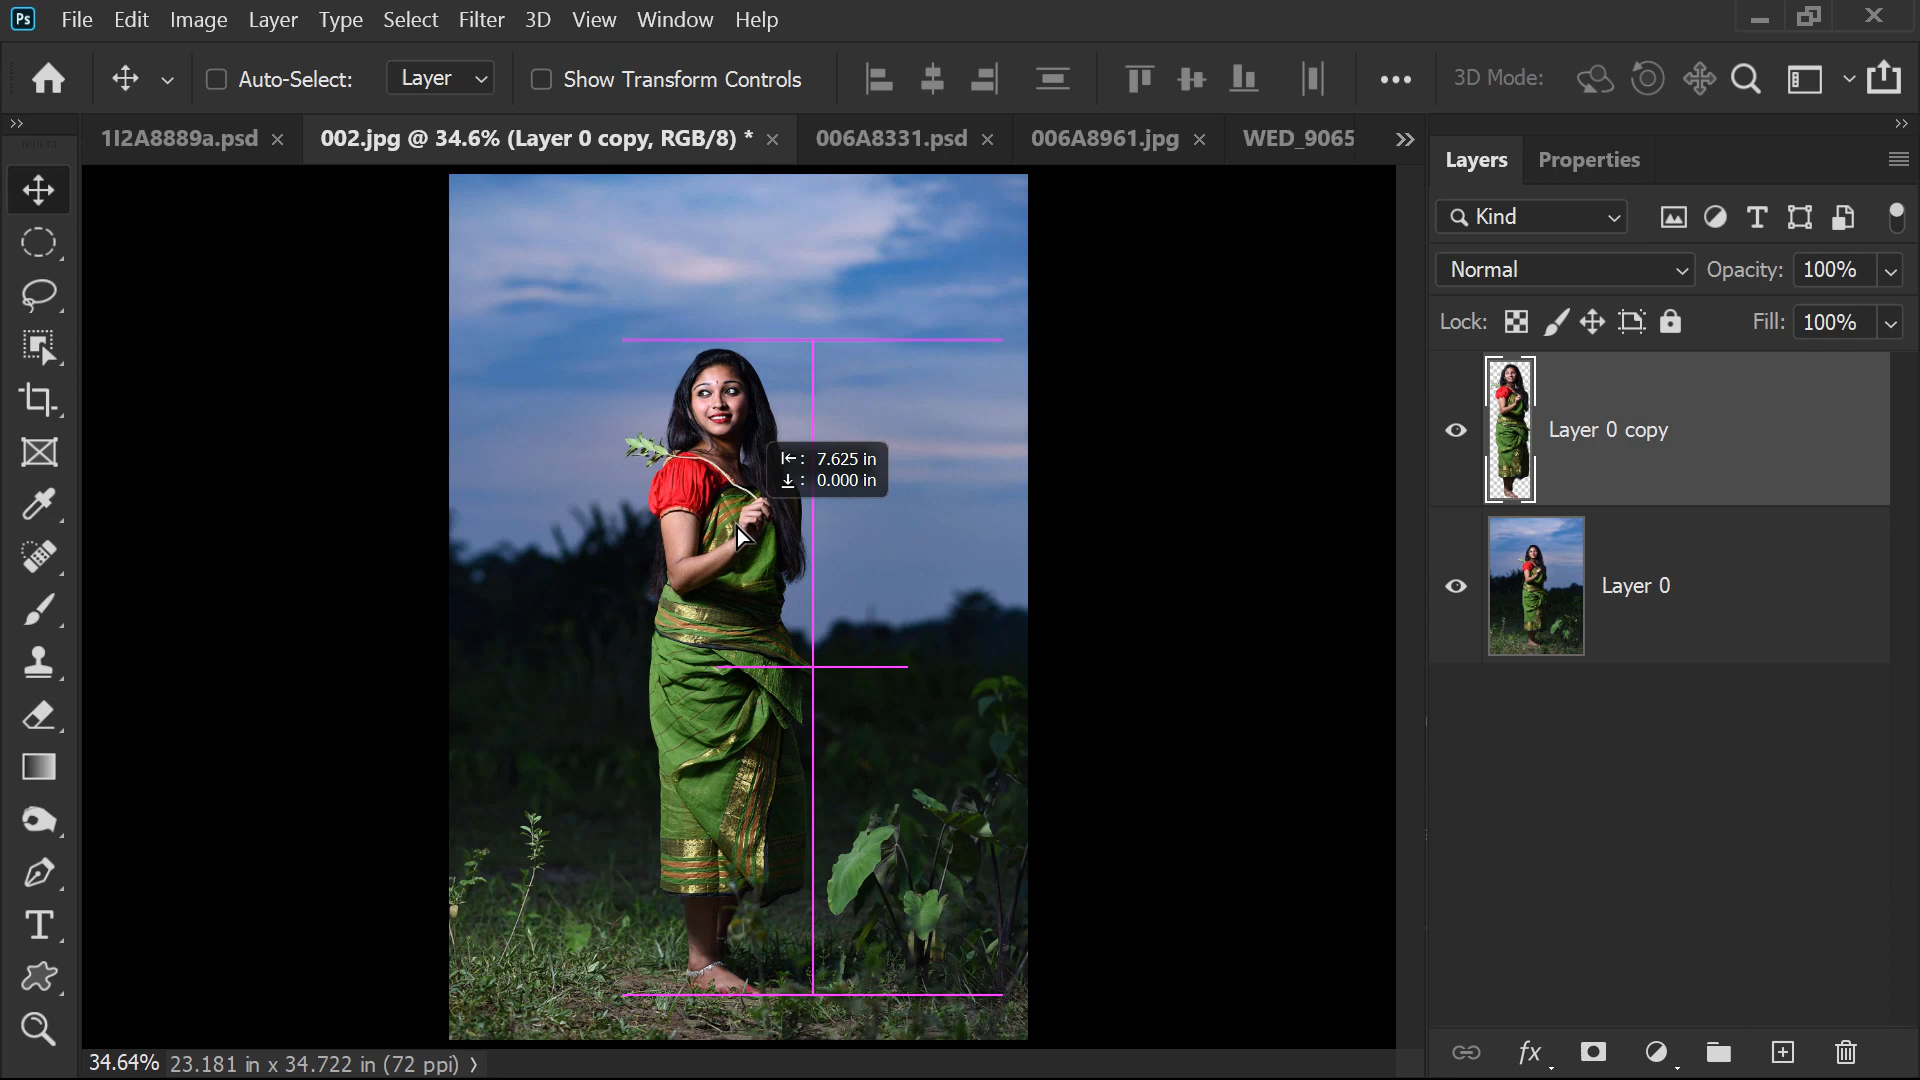 Ps File Edit Image Layer Type Select Filter 3D View Window Help
Auto-Select: Layer Show Transform Controls 3D Mode:
1I2A8889a.psd × 002.jpg @ 34.6% (Layer 0 copy, RGB/8) * × 006A8331.psd × 006A8961.jpg × WED_9065
Layers Properties
Kind
Normal Opacity: 100%
Lock: Fill: 100%
Layer 0 copy
7.625 in
0.000 in
Layer 0
fx
34.64% 23.181 in x 34.722 in (72 ppi)